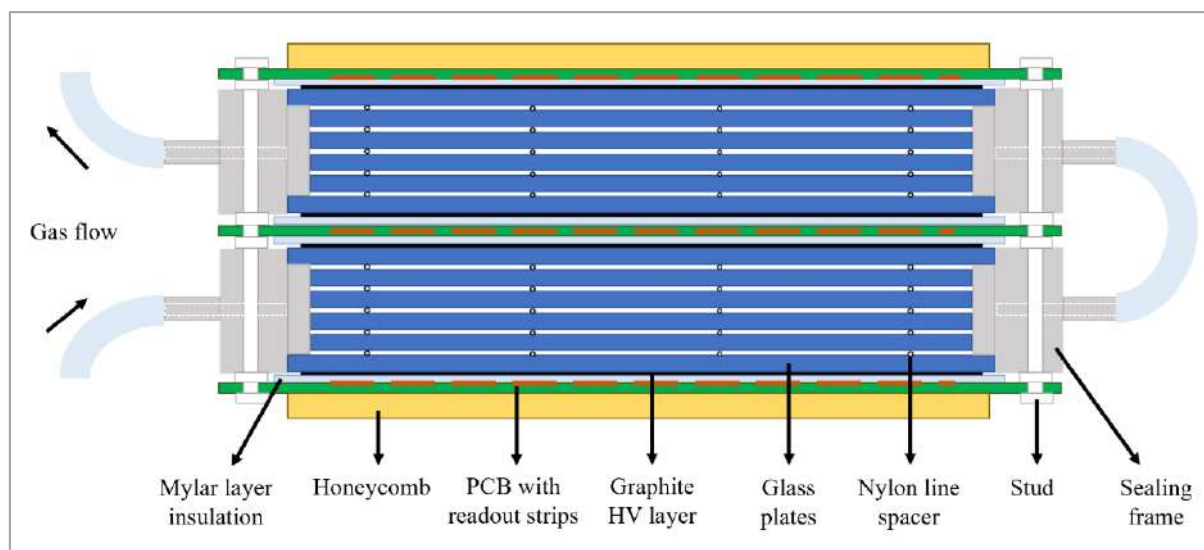 Gas flow
Mylar layer
insulation
Honeycomb
PCB with
readout strips
Graphite
HV layer
Glass
plates
Nylon line
spacer
Stud
Sealing
frame